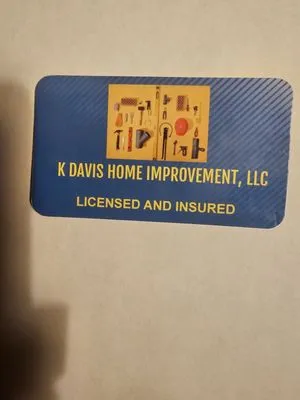 K DAVIS HOME IMPROVEMENT, LLC
LICENSED AND INSURED